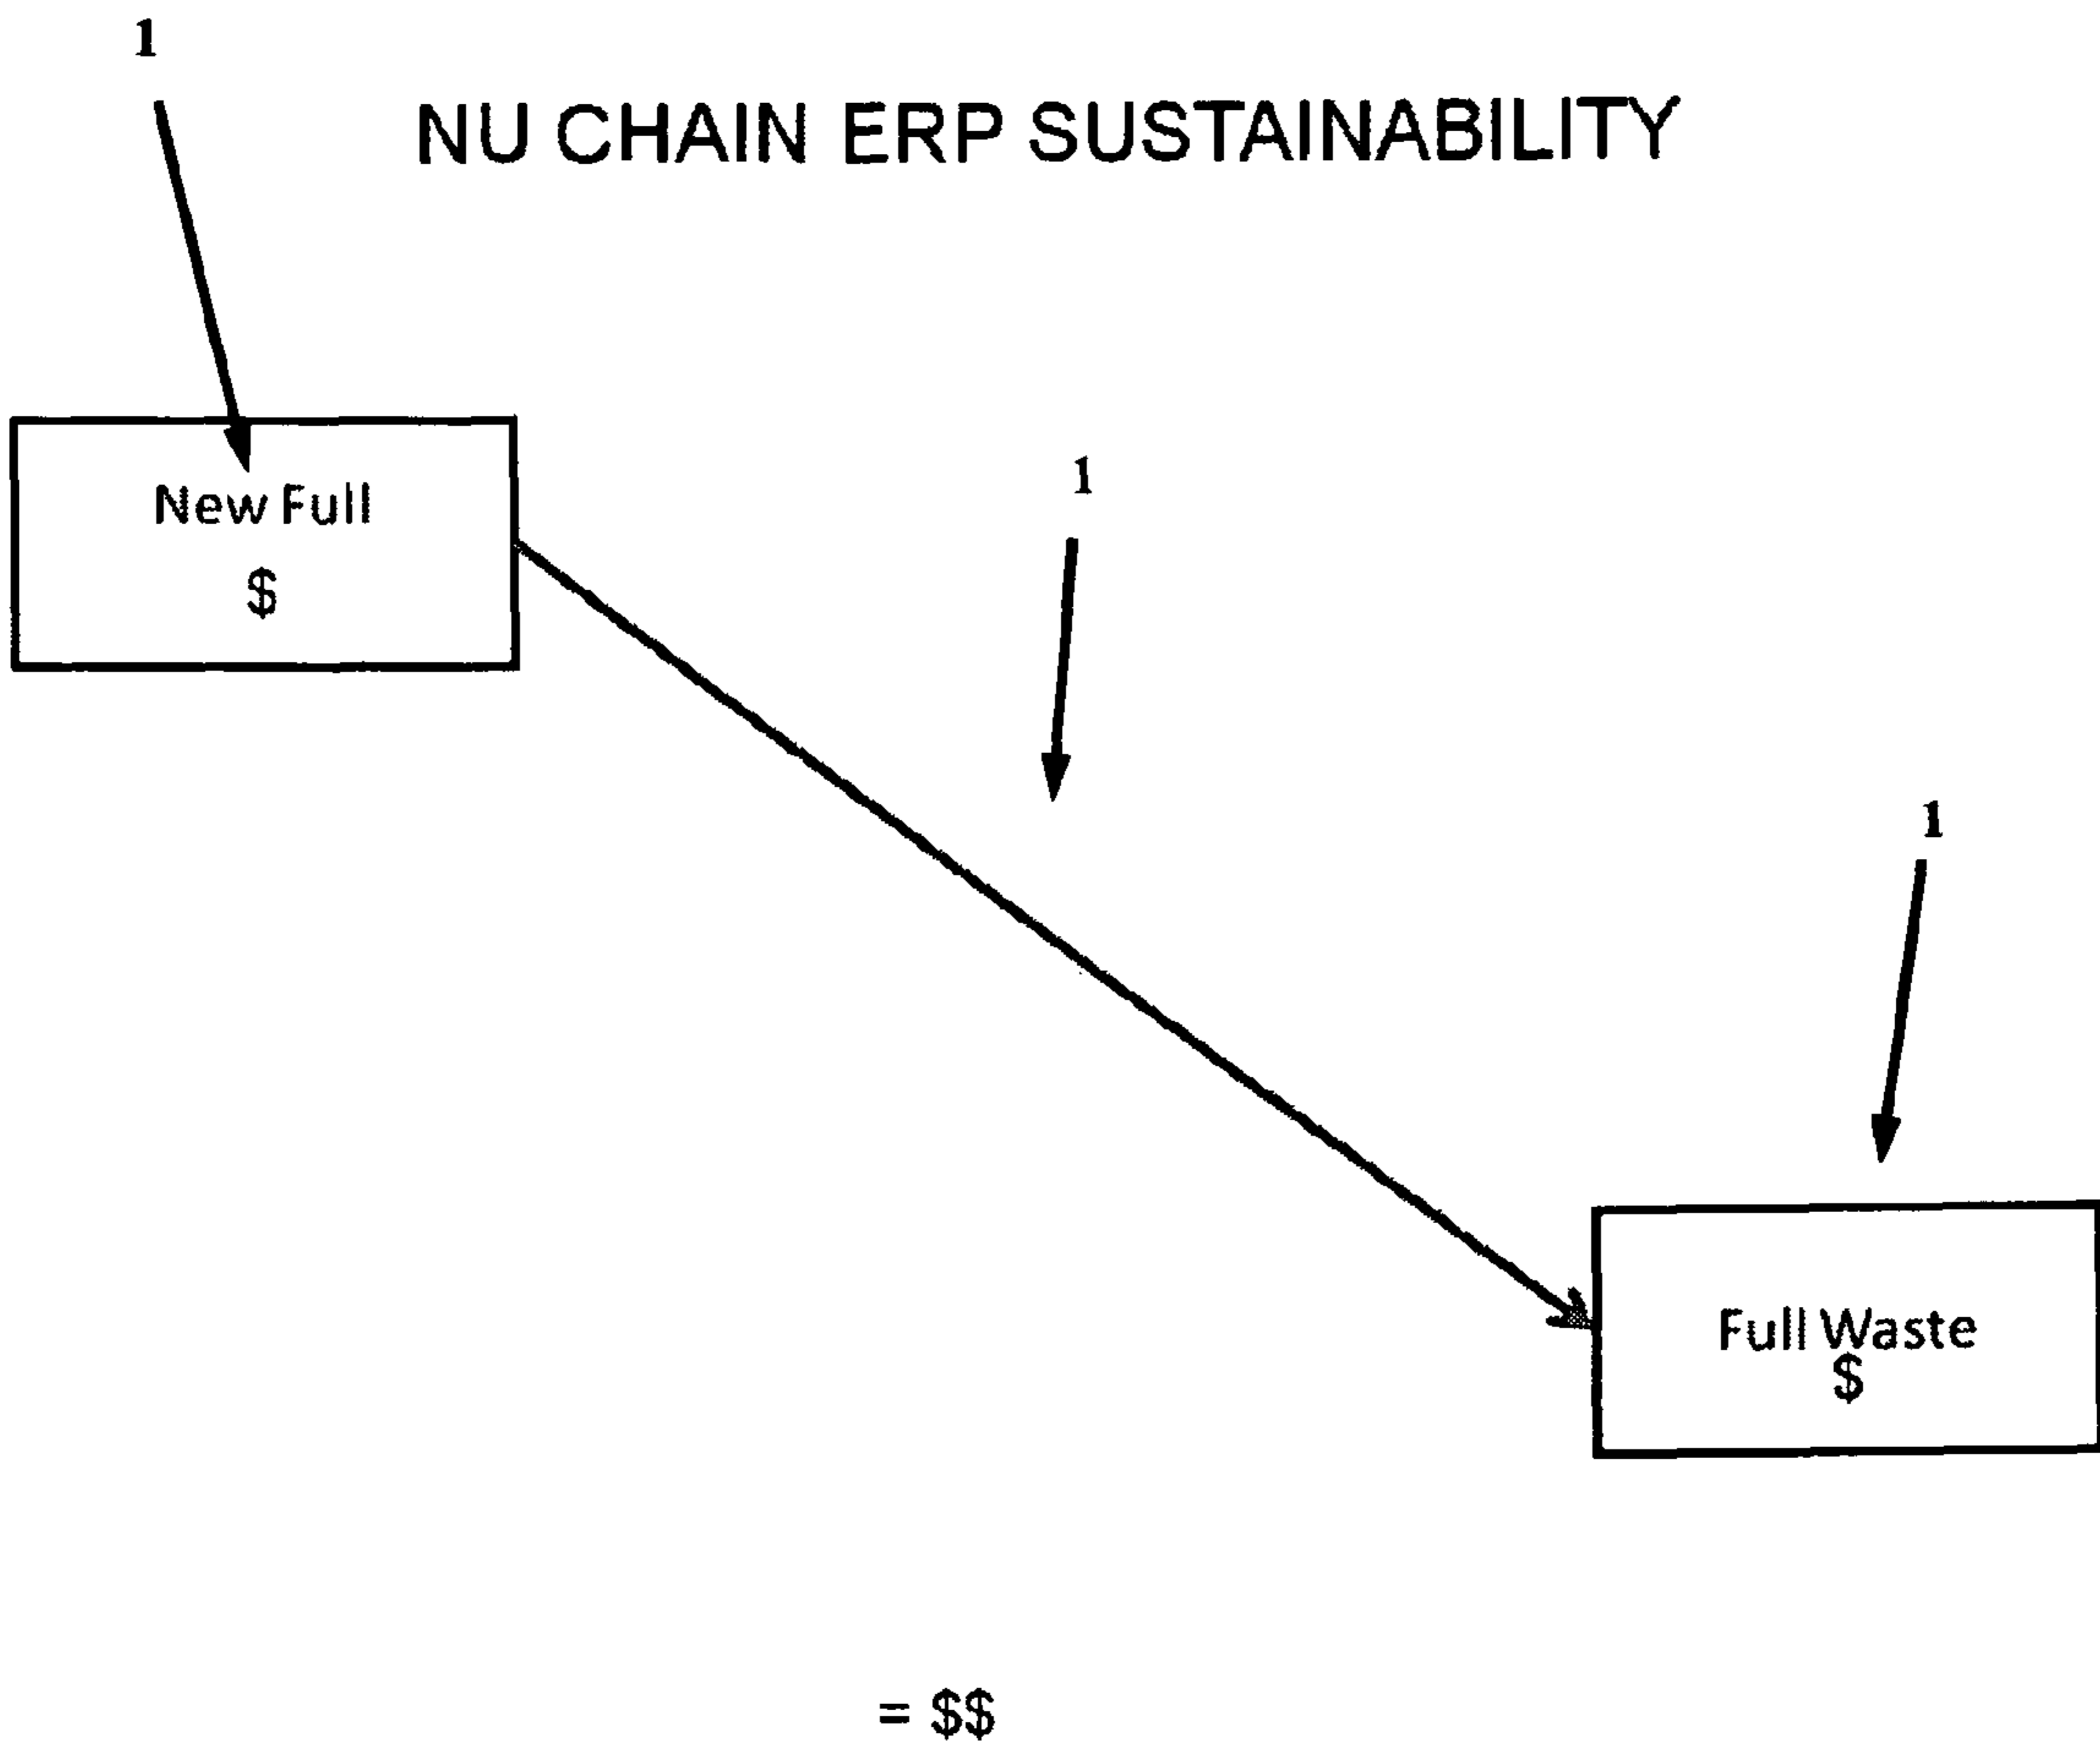 1
NU CHAIN ERP SUSTAINABILITY
New Full
$
1
1
Full Waste
$
= $$